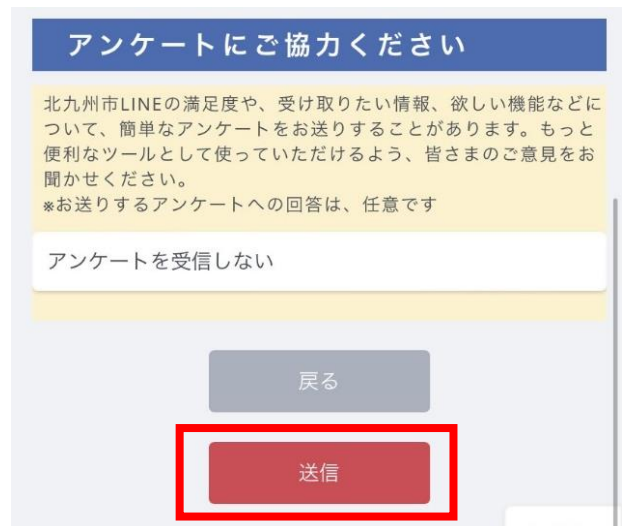 アンケートにご協力ください
北九州市LINEの満足度や、受け取りたい情報、欲しい機能などに
ついて、簡単なアンケートをお送りすることがあります。もっと
便利なツールとして使っていただけるよう、皆さまのご意見をお
聞かせください。
※お送りするアンケートへの回答は、任意です
アンケートを受信しない
戻る
送信